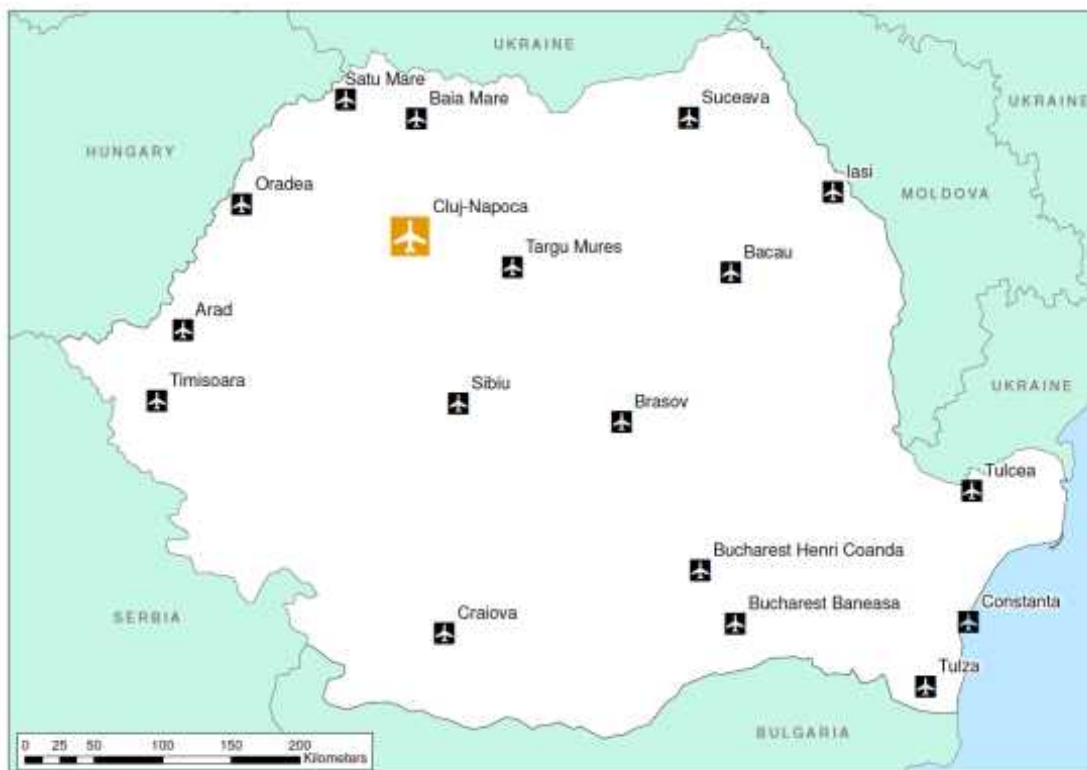 UKRAINE
Satu Mare
Baia Mare
Suceava
UKRAINE
HUNGARY
Iasi
Oradea
MOLDOVA
Cluj-Napoca
Targu Mures
Bacau
Arad
Timisoara
Sibiu
Brasov
UKRAINE
Tulcea
Bucharest Henri Coanda
Bucharest Baneasa
Constanta
SERBIA
Craiova
Tulza
BULGARIA
0 25 50 100 150 200
Kilometers